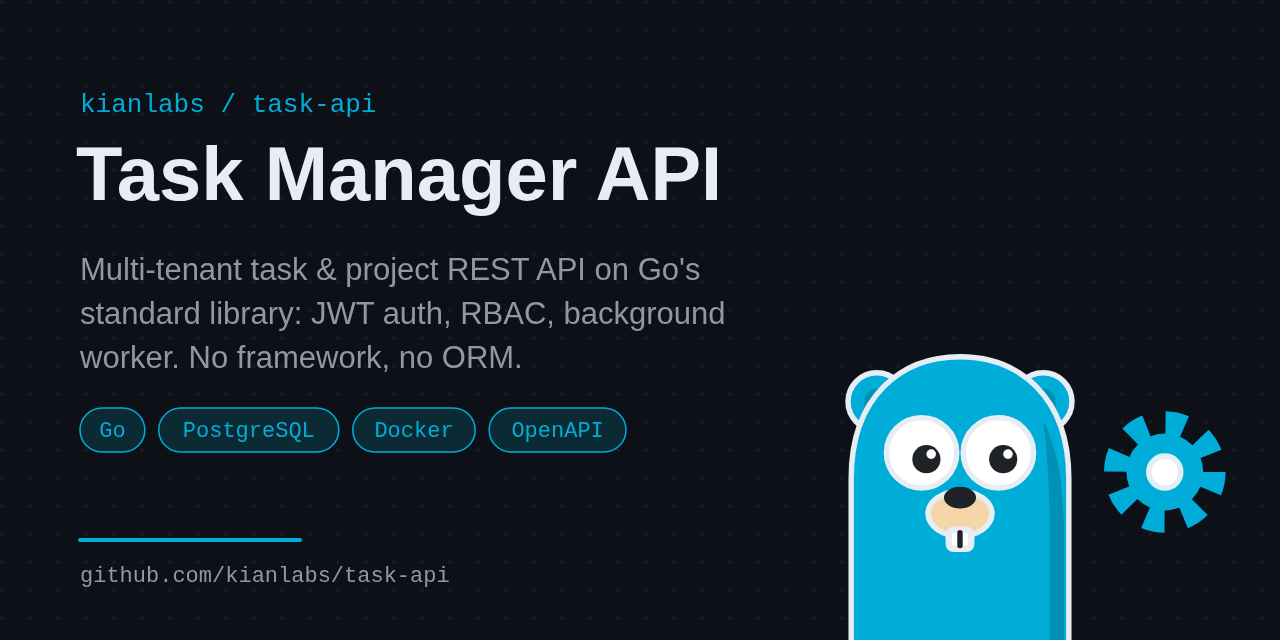 kianlabs / task-api
Task Manager API
Multi-tenant task & project REST API on Go's
standard library: JWT auth, RBAC, background
worker. No framework, no ORM.
Go PostgreSQL Docker OpenAPI
github.com/kianlabs/task-api